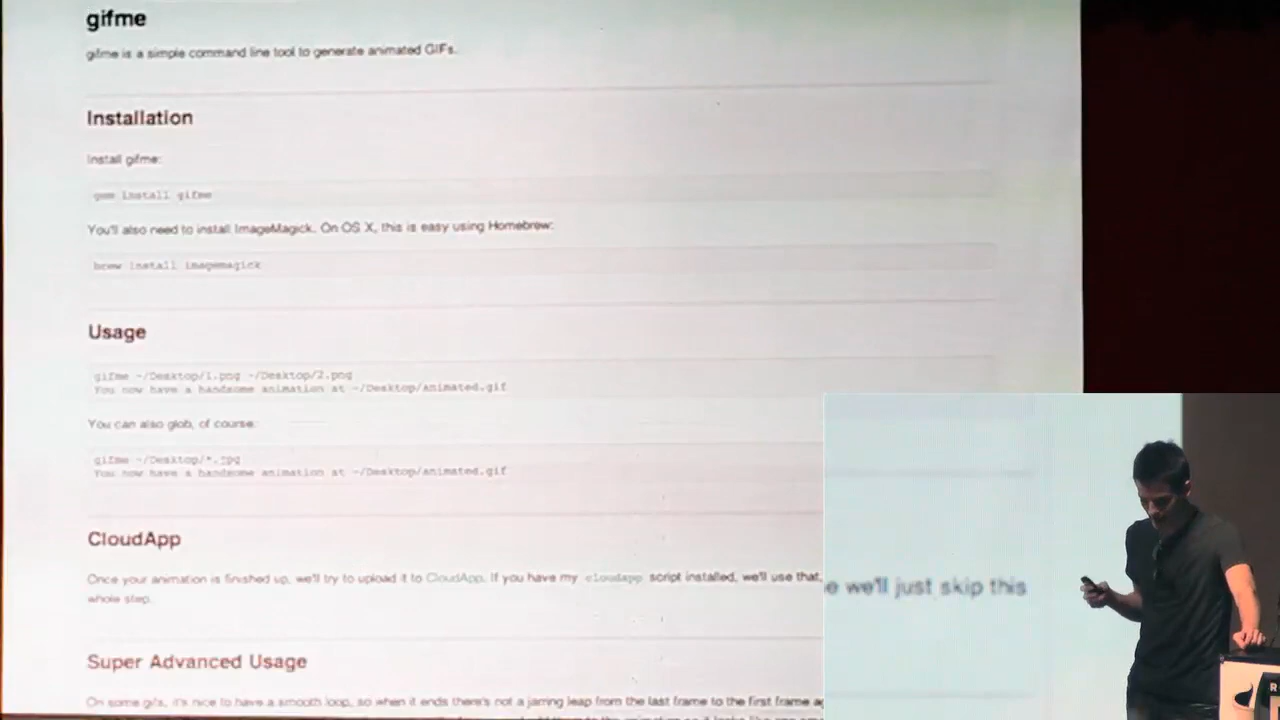 gifme
gifme is a simple command line tool to generate animated GIFs.
Installation
Install gifme:
gem install gifme
You'll also need to install ImageMagick. On OS X, this is easy using Homebrew:
brew install imagemagick
Usage
gifme ~/Desktop/1.png ~/Desktop/2.png
You now have a handsome animation at ~/Desktop/animated.gif
You can also glob, of course:
gifme ~/Desktop/*.jpg
You now have a handsome animation at ~/Desktop/animated.gif
CloudApp
Once your animation is finished up, we'll try to upload it to CloudApp. If you have my cloudapp script installed, we'll use that,
whole step.
e we'll just skip this
Super Advanced Usage
On some gifs, it's nice to have a smooth loop, so when it ends there's not a jarring leap from the last frame to the first frame
R